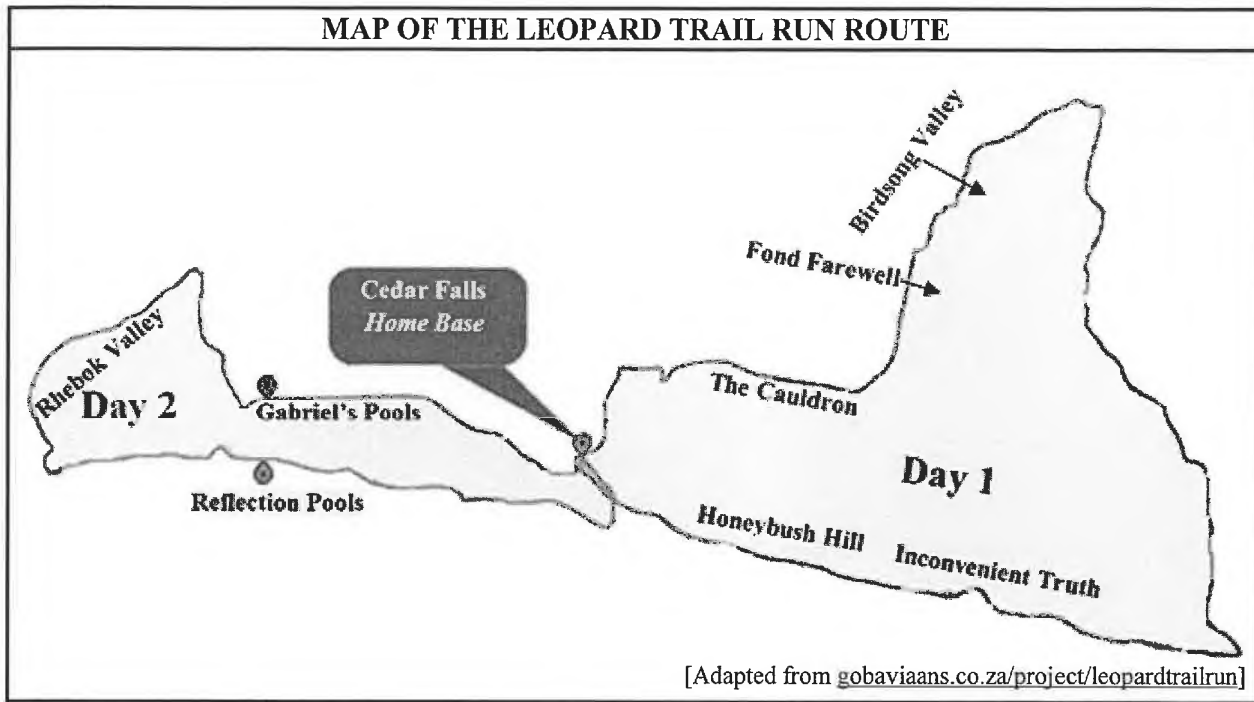 MAP OF THE LEOPARD TRAIL RUN ROUTE
Birdsong Valley
Fond Farewell
Cedar Falls
Home Base
Rhebok Valley
Day 2
Gabriel's Pools
The Cauldron
Day 1
Reflection Pools
Honeybush Hill
Inconvenient Truth
[Adapted from gobaviaans.co.za/project/leopardtrailrun]